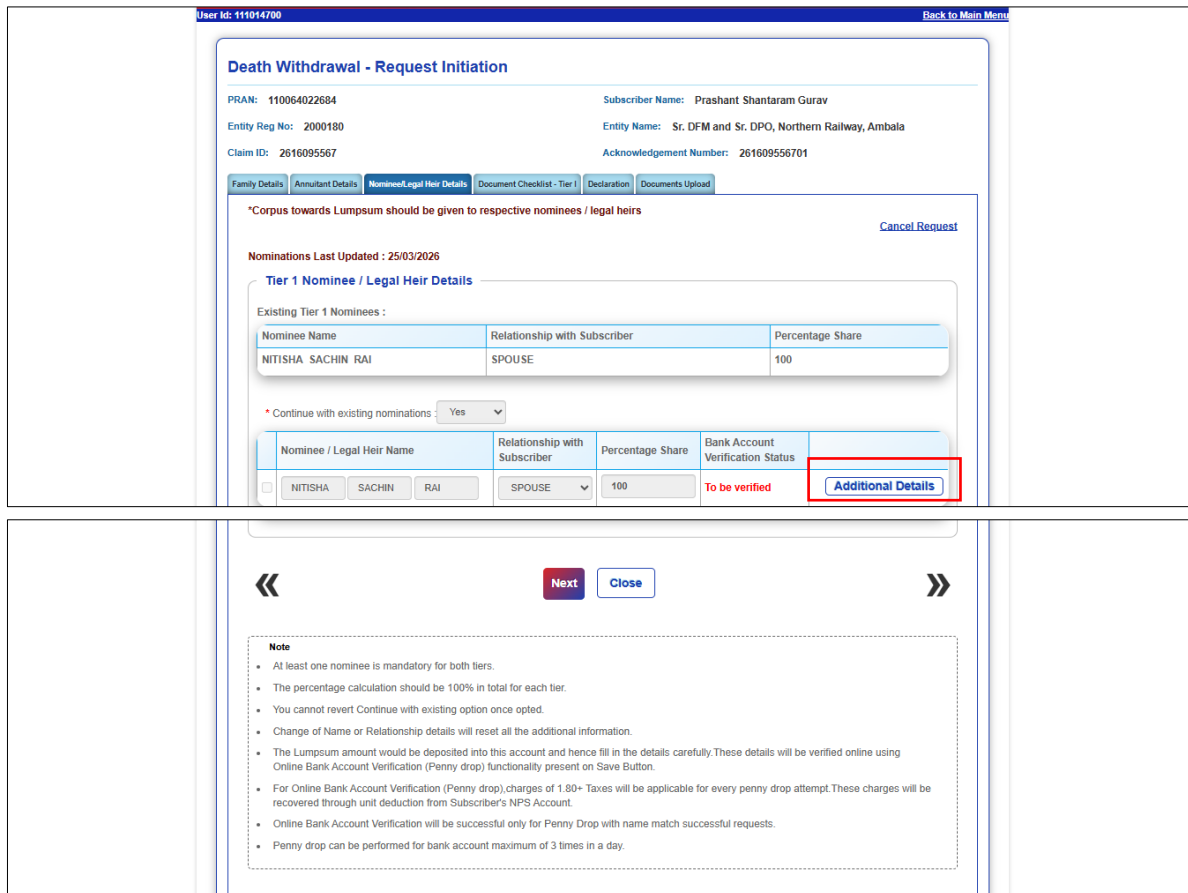 User Id: 111014700 Back to Main Menu
Death Withdrawal - Request Initiation
PRAN: 110064022684 Subscriber Name: Prashant Shantaram Gurav
Entity Reg No: 2000180 Entity Name: Sr. DFM and Sr. DPO, Northern Railway, Ambala
Claim ID: 2616095567 Acknowledgement Number: 261609556701
Family Details Annuitant Details Nominee/Legal Heir Details Document Checklist - Tier I Declaration Documents Upload
*Corpus towards Lumpsum should be given to respective nominees / legal heirs
Cancel Request
Nominations Last Updated : 25/03/2026
Tier 1 Nominee / Legal Heir Details
Existing Tier 1 Nominees :
Nominee Name Relationship with Subscriber Percentage Share
NITISHA SACHIN RAI SPOUSE 100
* Continue with existing nominations : Yes
Nominee / Legal Heir Name Relationship with Subscriber Percentage Share Bank Account Verification Status
NITISHA SACHIN RAI SPOUSE 100 To be verified Additional Details
« Next Close »
Note
• At least one nominee is mandatory for both tiers.
• The percentage calculation should be 100% in total for each tier.
• You cannot revert Continue with existing option once opted.
• Change of Name or Relationship details will reset all the additional information.
• The Lumpsum amount would be deposited into this account and hence fill in the details carefully.These details will be verified online using
Online Bank Account Verification (Penny drop) functionality present on Save Button.
• For Online Bank Account Verification (Penny drop),charges of 1.80+ Taxes will be applicable for every penny drop attempt.These charges will be
recovered through unit deduction from Subscriber's NPS Account.
• Online Bank Account Verification will be successful only for Penny Drop with name match successful requests.
• Penny drop can be performed for bank account maximum of 3 times in a day.